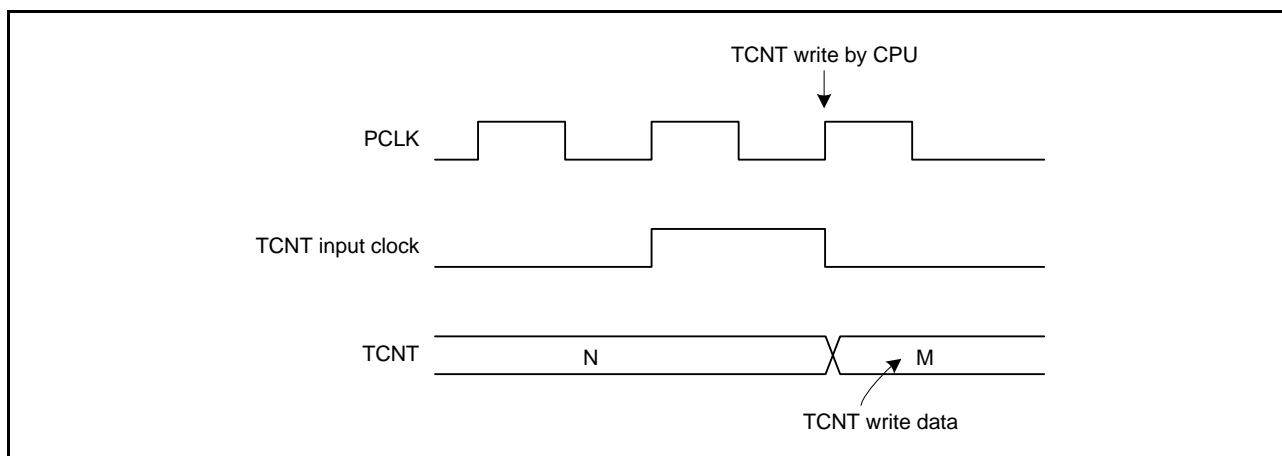 TCNT write by CPU
PCLK
TCNT input clock
TCNT
N
M
TCNT write data